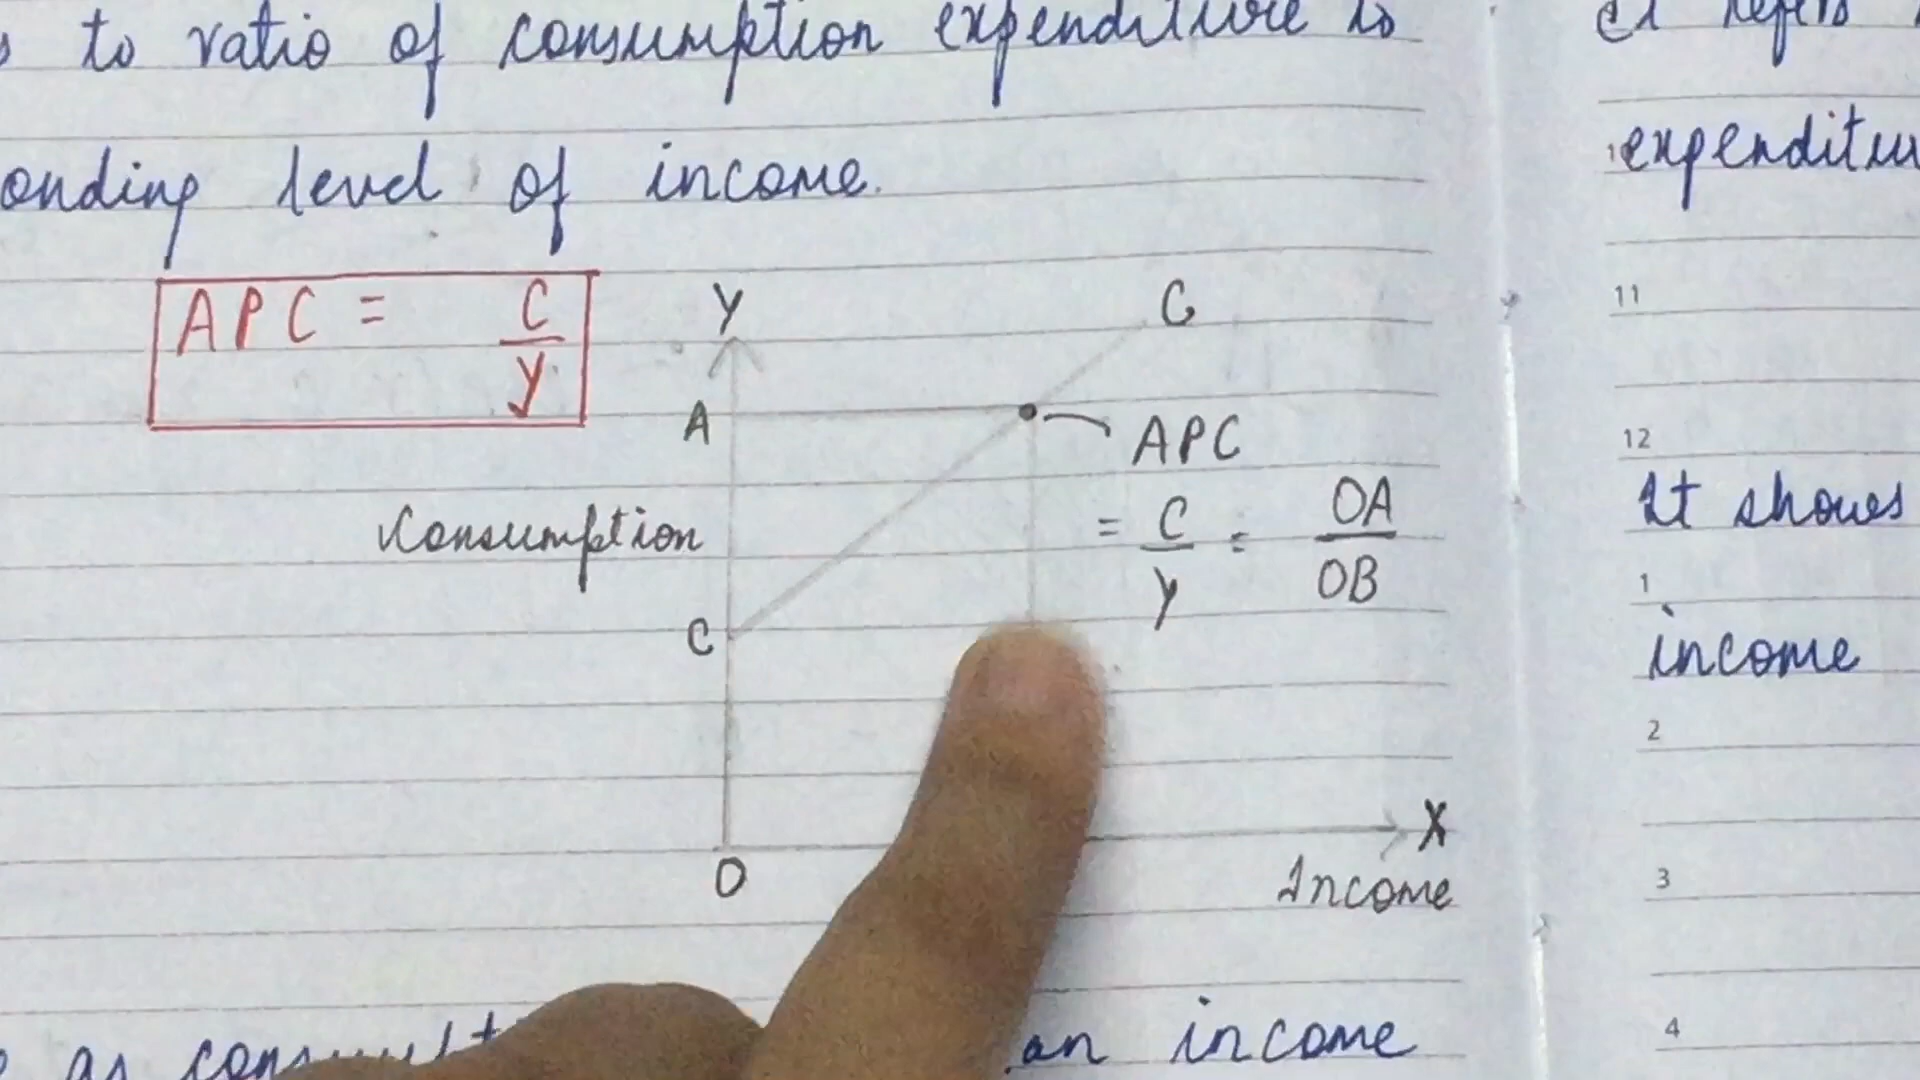 to ratio of consumption expenditure to
onding level of income.
APC = C/Y
Y
C
A
APC
= C/Y = OA/OB
Consumption
C
X
O
Income
as
an income
expenditu
11
12
It shows
1
income
2
3
4